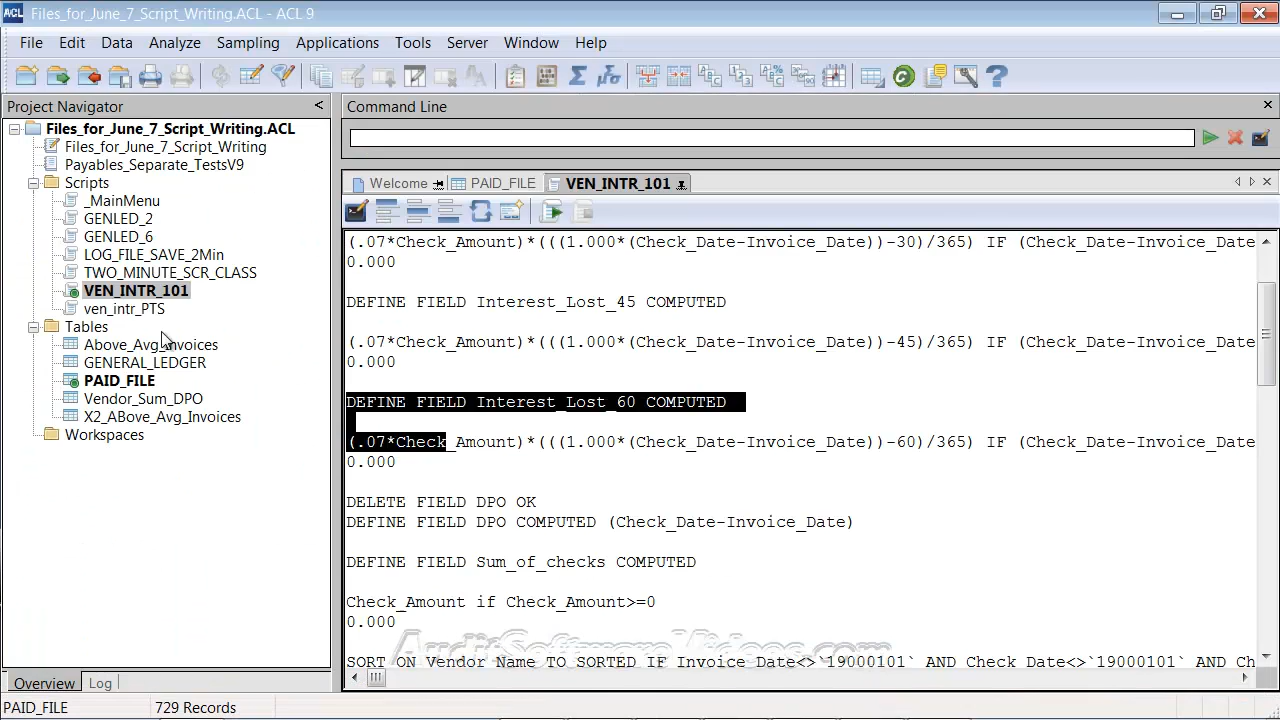 ACL Files_for_June_7_Script_Writing.ACL - ACL 9
File Edit Data Analyze Sampling Applications Tools Server Window Help
Project Navigator <
Files_for_June_7_Script_Writing.ACL
Files_for_June_7_Script_Writing
Payables_Separate_TestsV9
Scripts
_MainMenu
GENLED_2
GENLED_6
LOG_FILE_SAVE_2Min
TWO_MINUTE_SCR_CLASS
VEN_INTR_101
ven_intr_PTS
Tables
Above_Avg_Invoices
GENERAL_LEDGER
PAID_FILE
Vendor_Sum_DPO
X2_ABove_Avg_Invoices
Workspaces
Overview Log
Command Line
Welcome PAID_FILE VEN_INTR_101
(.07*Check_Amount)*(((1.000*(Check_Date-Invoice_Date))-30)/365) IF (Check_Date-Invoice_Date
0.000
DEFINE FIELD Interest_Lost_45 COMPUTED
(.07*Check_Amount)*(((1.000*(Check_Date-Invoice_Date))-45)/365) IF (Check_Date-Invoice_Date
0.000
DEFINE FIELD Interest_Lost_60 COMPUTED
(.07*Check_Amount)*(((1.000*(Check_Date-Invoice_Date))-60)/365) IF (Check_Date-Invoice_Date
0.000
DELETE FIELD DPO OK
DEFINE FIELD DPO COMPUTED (Check_Date-Invoice_Date)
DEFINE FIELD Sum_of_checks COMPUTED
Check_Amount if Check_Amount>=0
0.000
AuditSoftwareVideos.com
SORT ON Vendor_Name TO SORTED IF Invoice_Date<>`19000101` AND Check_Date<>`19000101` AND Ch
PAID_FILE 729 Records